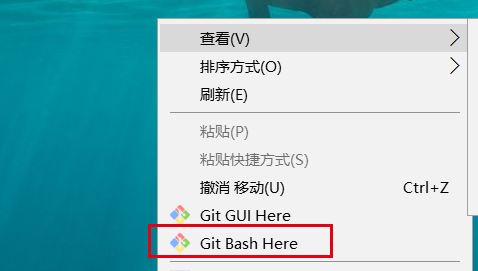 查看(V)
排序方式(O)
刷新(E)
粘贴(P)
粘贴快捷方式(S)
撤消 移动(U) Ctrl+Z
Git GUI Here
Git Bash Here